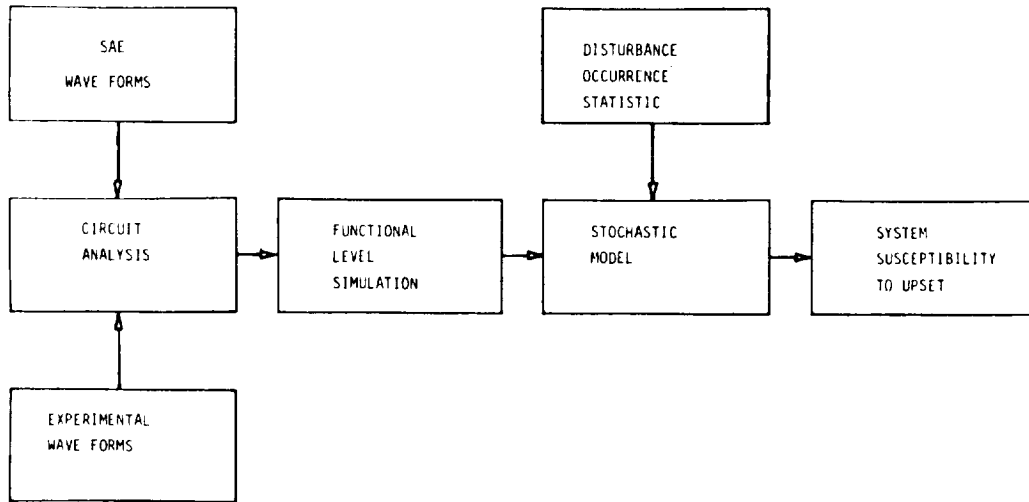 SAE
WAVE FORMS
DISTURBANCE
OCCURRENCE
STATISTIC
CIRCUIT
ANALYSIS
FUNCTIONAL
LEVEL
SIMULATION
STOCHASTIC
MODEL
SYSTEM
SUSCEPTIBILITY
TO UPSET
EXPERIMENTAL
WAVE FORMS